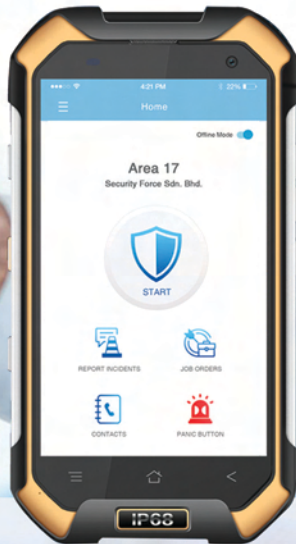 4:21 PM 22%
Home
Offline Mode
Area 17
Security Force Sdn. Bhd.
START
REPORT INCIDENTS JOB ORDERS
CONTACTS PANIC BUTTON
IP68